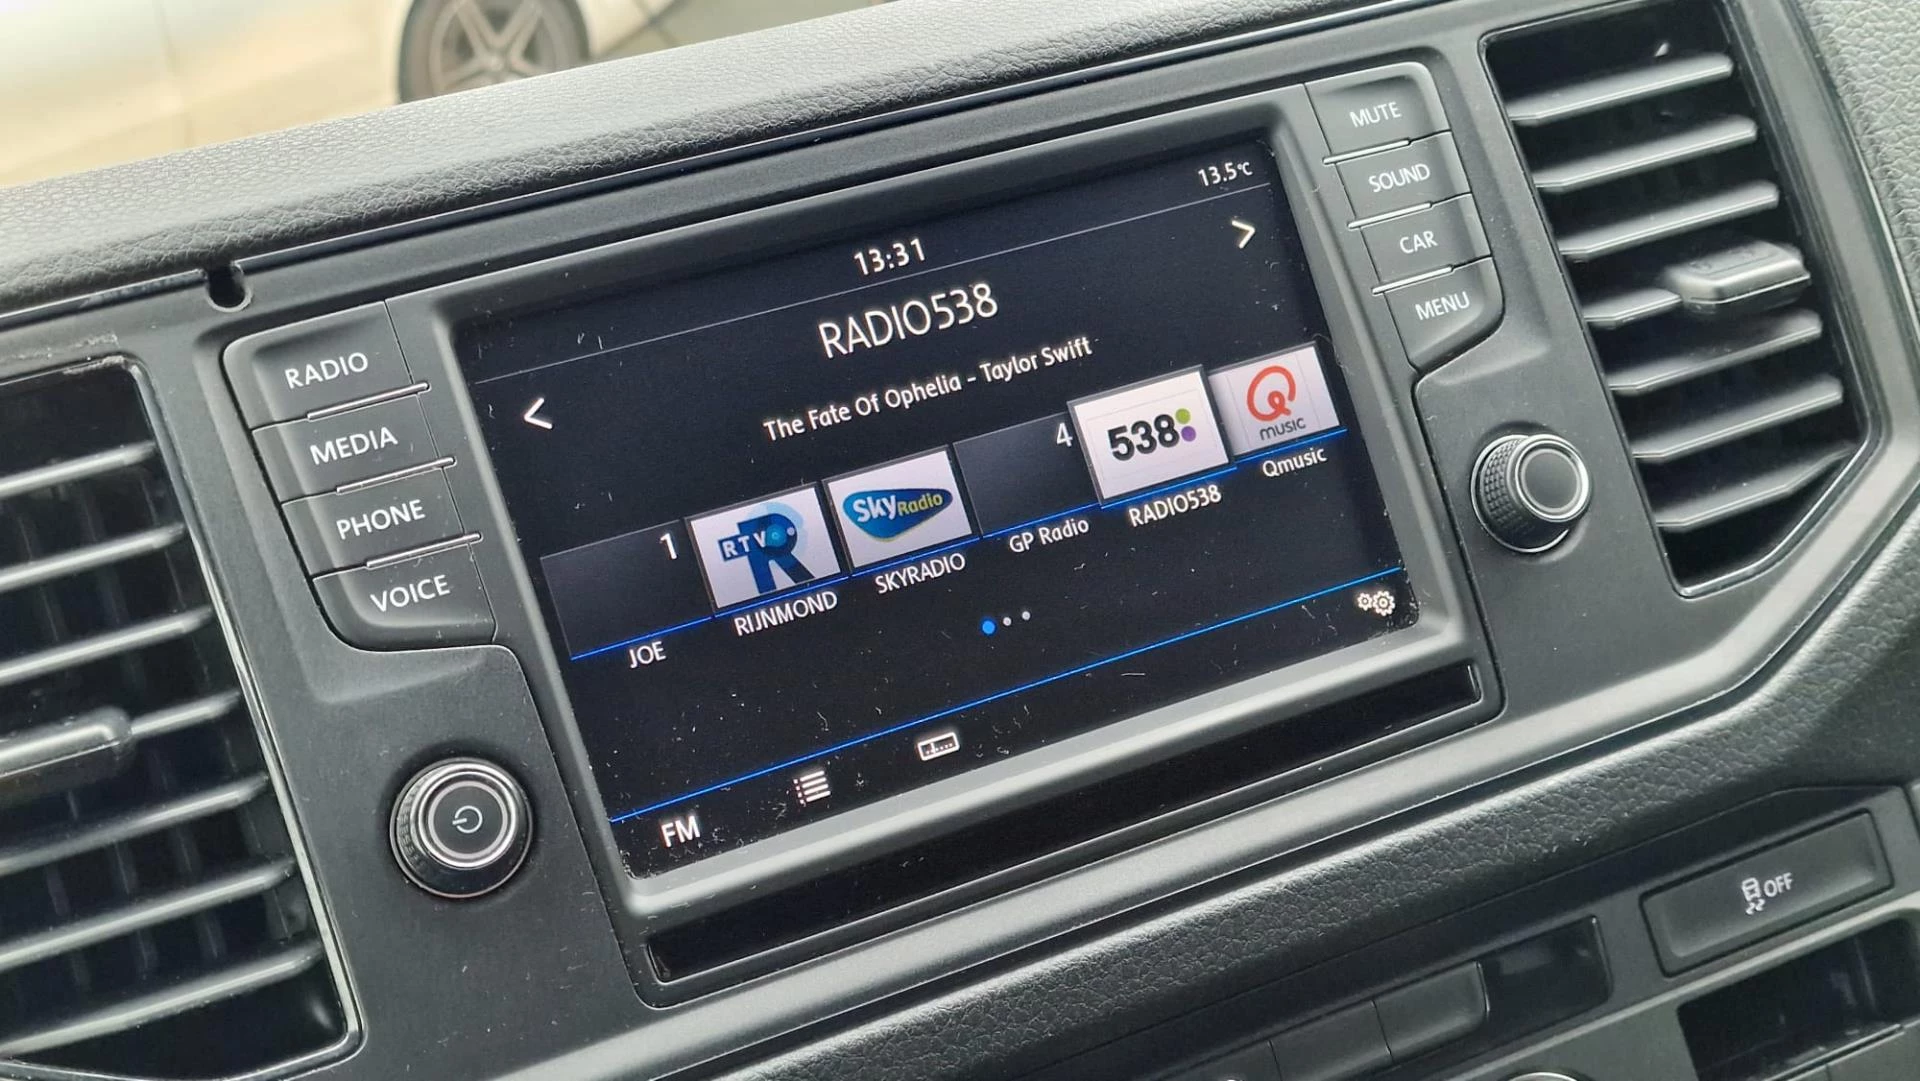 13.5°C
13:31
RADIO538
The Fate Of Ophelia - Taylor Swift
<
>
1
RTV R
Sky Radio
4
538
Q MUSIC
JOE
RIJNMOND
SKYRADIO
GP Radio
RADIO538
Qmusic
FM
RADIO
MEDIA
PHONE
VOICE
MUTE
SOUND
CAR
MENU
OFF